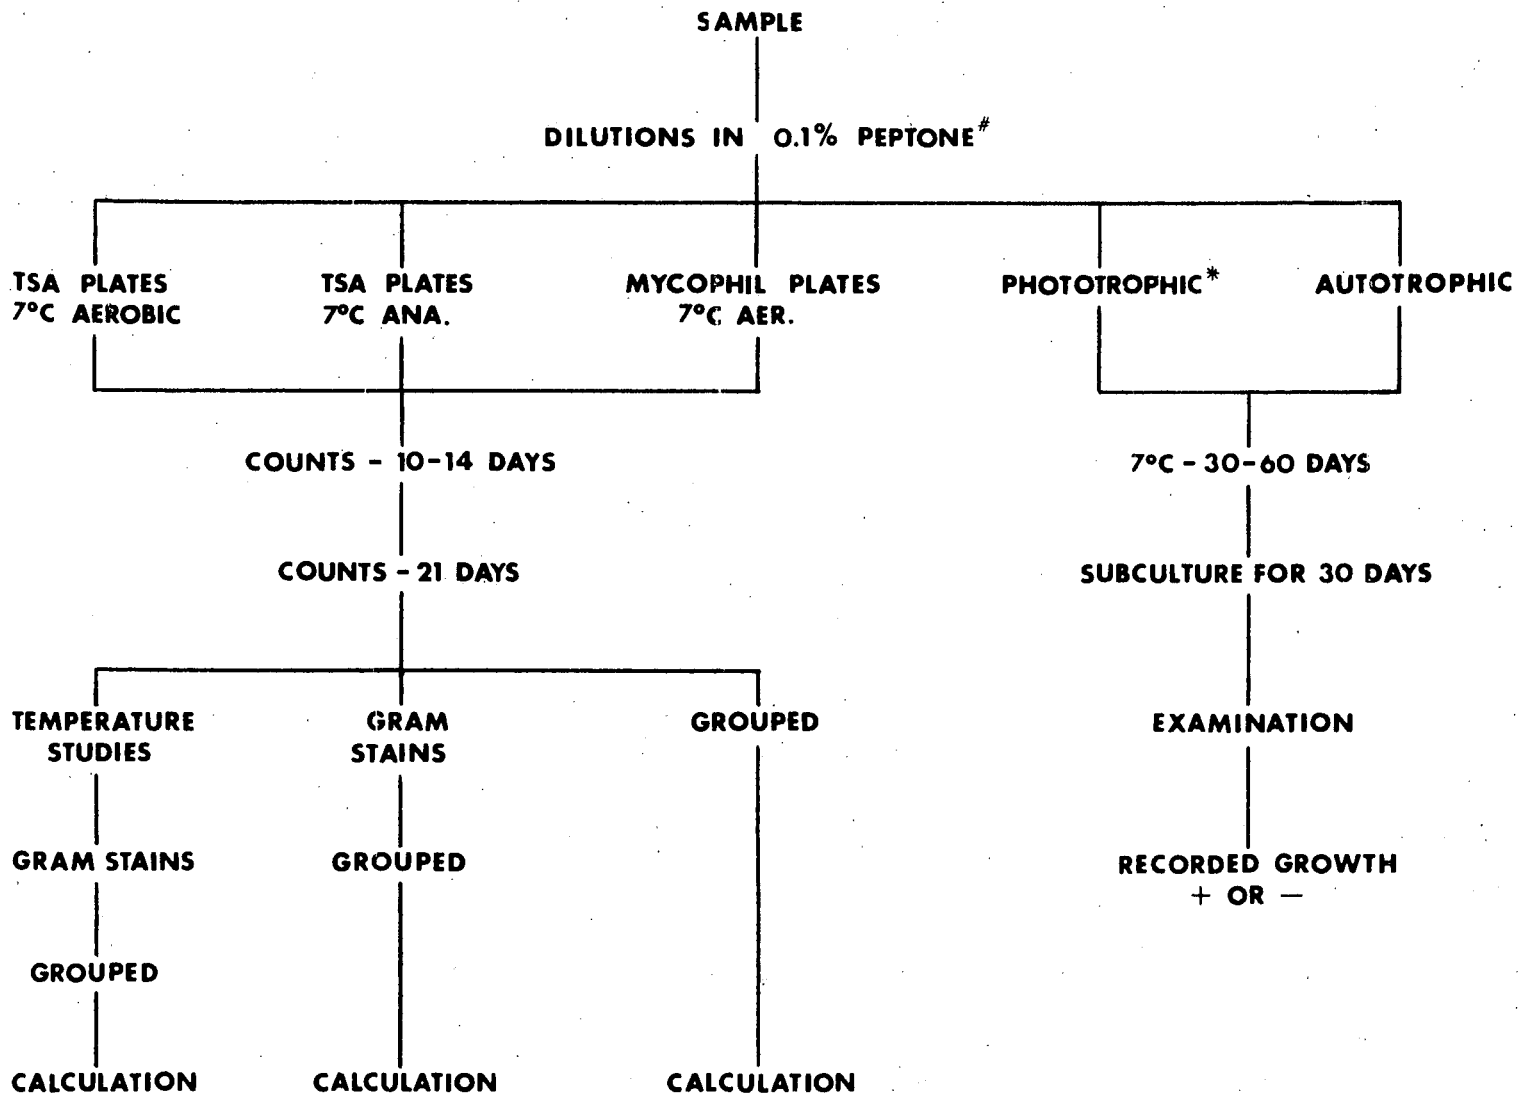 SAMPLE
DILUTIONS IN 0.1% PEPTONE#
TSA PLATES
7°C AEROBIC
TSA PLATES
7°C ANA.
MYCOPHIL PLATES
7°C AER.
PHOTOTROPHIC*
AUTOTROPHIC
COUNTS - 10-14 DAYS
7°C - 30-60 DAYS
COUNTS - 21 DAYS
SUBCULTURE FOR 30 DAYS
TEMPERATURE
STUDIES
GRAM
STAINS
GROUPED
EXAMINATION
GRAM STAINS
GROUPED
RECORDED GROWTH
+ OR −
GROUPED
CALCULATION
CALCULATION
CALCULATION